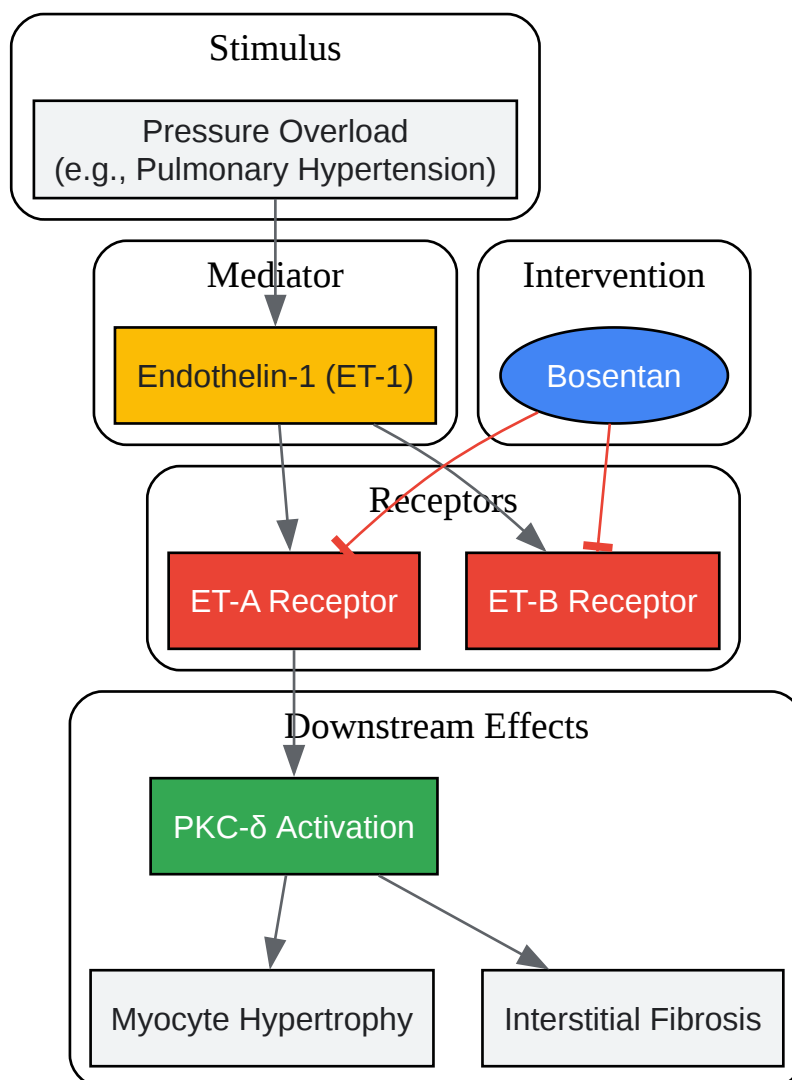 Stimulus
Pressure Overload
(e.g., Pulmonary Hypertension)
Mediator
Intervention
Endothelin-1 (ET-1)
Bosentan
Receptors
ET-A Receptor
ET-B Receptor
Downstream Effects
PKC-δ Activation
Myocyte Hypertrophy
Interstitial Fibrosis